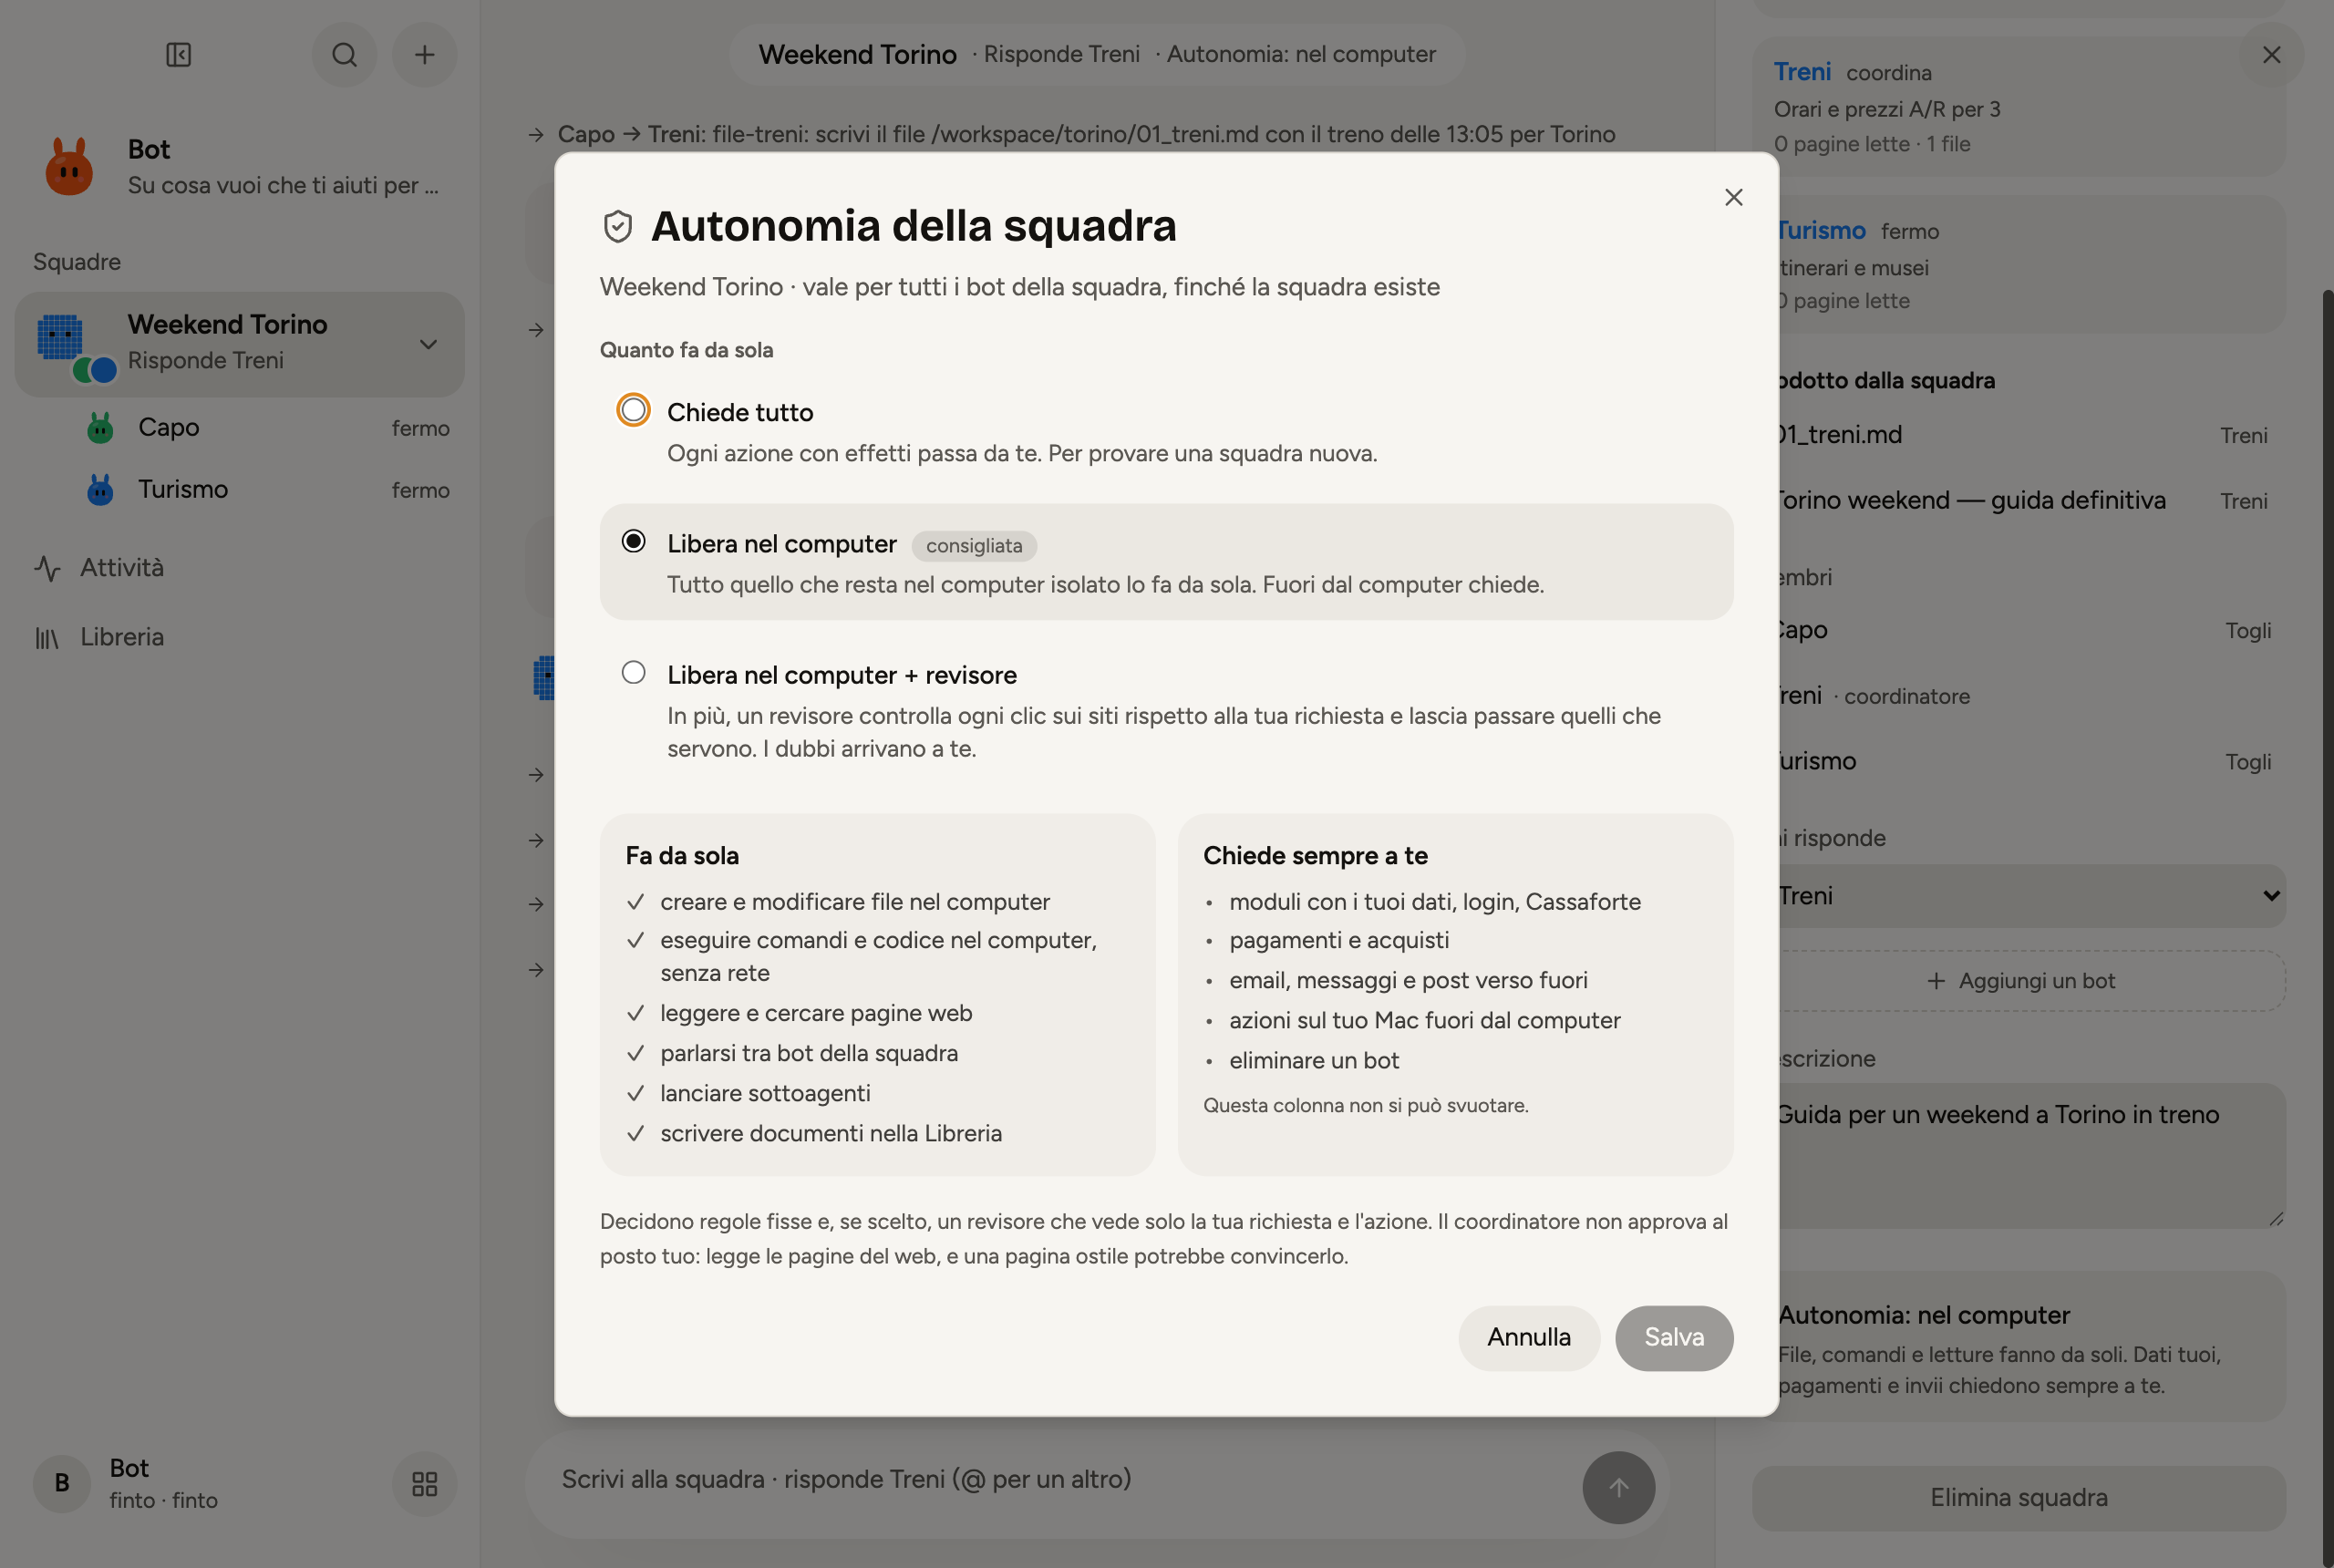 Bot
Su cosa vuoi che ti aiuti per ...
Squadre
Weekend Torino
Risponde Treni
Capo fermo
Turismo fermo
Attività
Libreria
B
Bot
finto · finto
Weekend Torino · Risponde Treni · Autonomia: nel computer
→ Capo → Treni: file-treni: scrivi il file /workspace/torino/01_treni.md con il treno delle 13:05 per Torino
Autonomia della squadra
Weekend Torino · vale per tutti i bot della squadra, finché la squadra esiste
Quanto fa da sola
Chiede tutto
Ogni azione con effetti passa da te. Per provare una squadra nuova.
Libera nel computer consigliata
Tutto quello che resta nel computer isolato lo fa da sola. Fuori dal computer chiede.
Libera nel computer + revisore
In più, un revisore controlla ogni clic sui siti rispetto alla tua richiesta e lascia passare quelli che
servono. I dubbi arrivano a te.
Fa da sola
✓ creare e modificare file nel computer
✓ eseguire comandi e codice nel computer,
senza rete
✓ leggere e cercare pagine web
✓ parlarsi tra bot della squadra
✓ lanciare sottoagenti
✓ scrivere documenti nella Libreria
Chiede sempre a te
• moduli con i tuoi dati, login, Cassaforte
• pagamenti e acquisti
• email, messaggi e post verso fuori
• azioni sul tuo Mac fuori dal computer
• eliminare un bot
Questa colonna non si può svuotare.
Decidono regole fisse e, se scelto, un revisore che vede solo la tua richiesta e l'azione. Il coordinatore non approva al
posto tuo: legge le pagine del web, e una pagina ostile potrebbe convincerlo.
Annulla
Salva
Scrivi alla squadra · risponde Treni (@ per un altro)
Treni coordina
Orari e prezzi A/R per 3
0 pagine lette · 1 file
Turismo fermo
tinerari e musei
0 pagine lette
odotto dalla squadra
01_treni.md Treni
Torino weekend — guida definitiva Treni
embri
Capo Togli
reni · coordinatore
urismo Togli
i risponde
Treni
+ Aggiungi un bot
scrizione
Guida per un weekend a Torino in treno
Autonomia: nel computer
File, comandi e letture fanno da soli. Dati tuoi,
pagamenti e invii chiedono sempre a te.
Elimina squadra